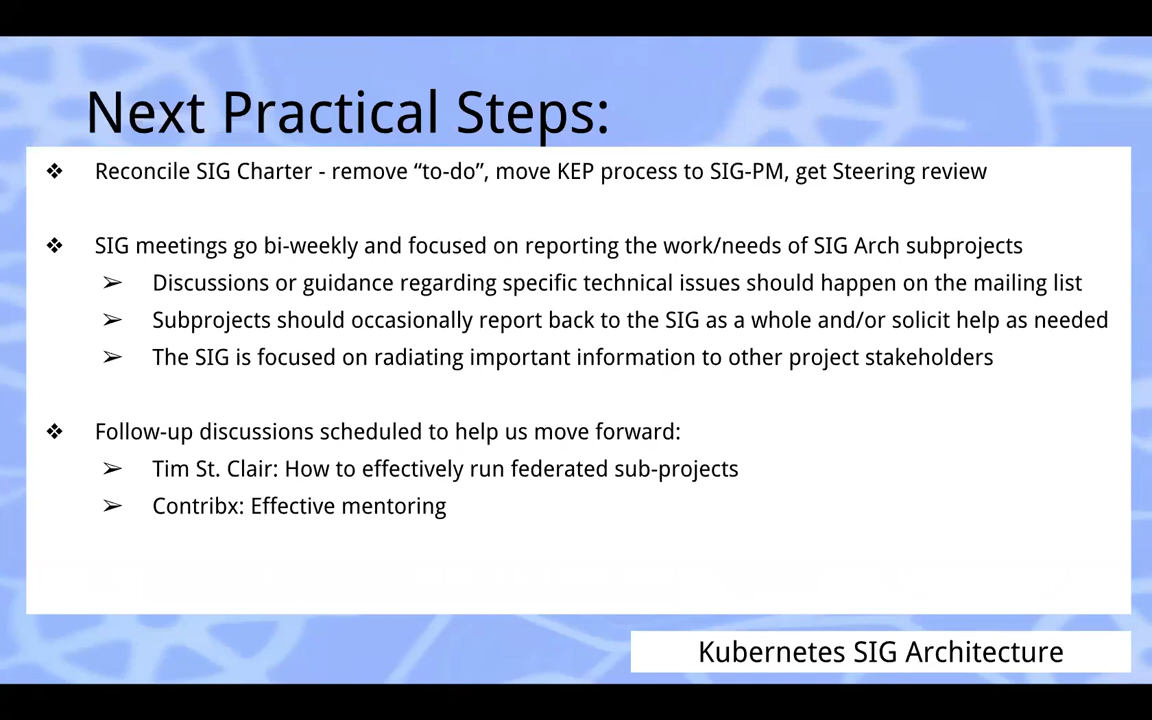 Next Practical Steps:
❖ Reconcile SIG Charter - remove “to-do”, move KEP process to SIG-PM, get Steering review
❖ SIG meetings go bi-weekly and focused on reporting the work/needs of SIG Arch subprojects
➢ Discussions or guidance regarding specific technical issues should happen on the mailing list
➢ Subprojects should occasionally report back to the SIG as a whole and/or solicit help as needed
➢ The SIG is focused on radiating important information to other project stakeholders
❖ Follow-up discussions scheduled to help us move forward:
➢ Tim St. Clair: How to effectively run federated sub-projects
➢ Contribx: Effective mentoring
Kubernetes SIG Architecture